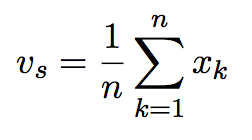 v_s = \frac{1}{n} \sum_{k=1}^{n} x_k